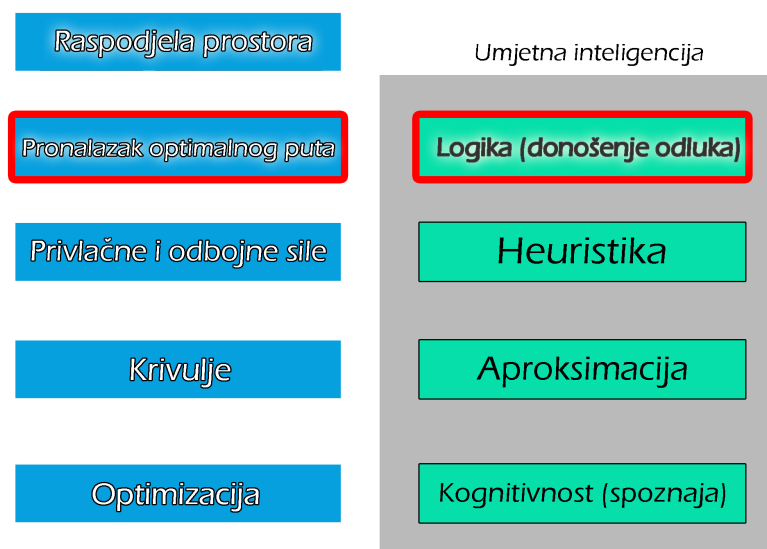 Raspodjela prostora
Umjetna inteligencija
Pronalazak optimalnog puta
Logika (donošenje odluka)
Privlačne i odbojne sile
Heuristika
Krivulje
Aproksimacija
Optimizacija
Kognitivnost (spoznaja)